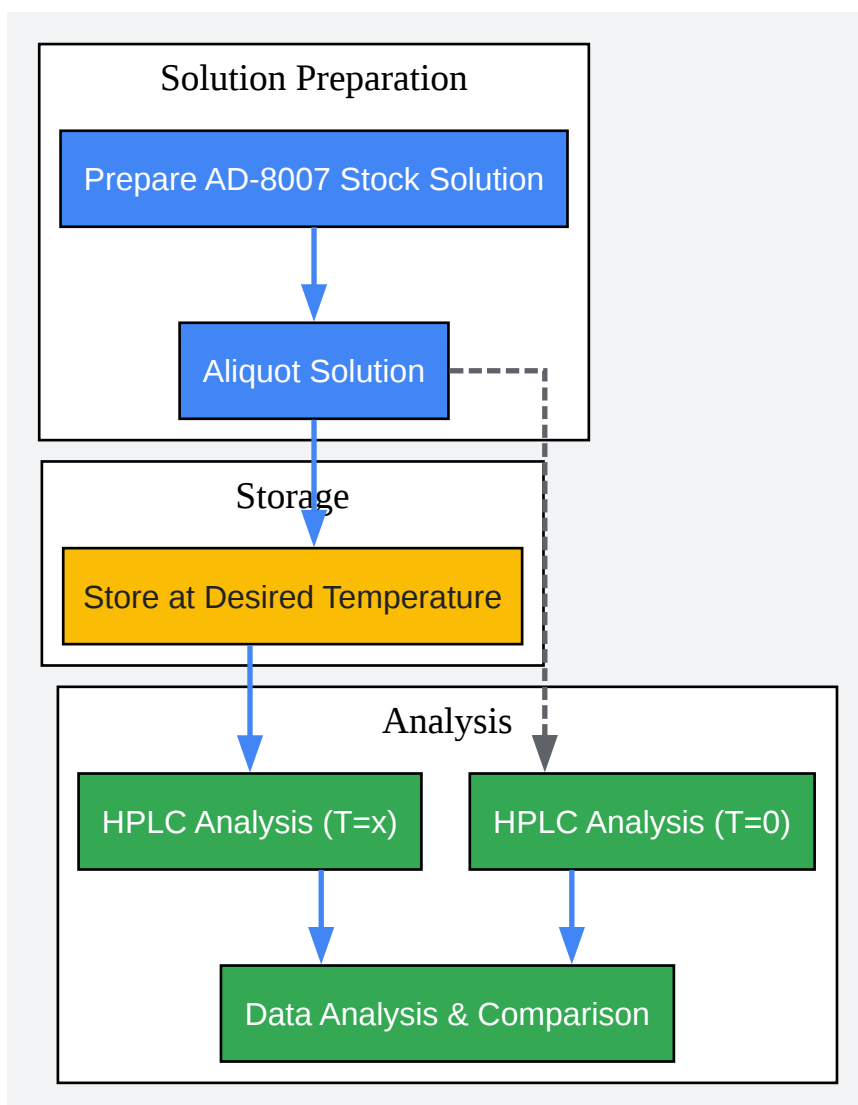 Solution Preparation
Prepare AD-8007 Stock Solution
Aliquot Solution
Storage
Store at Desired Temperature
Analysis
HPLC Analysis (T=x)
HPLC Analysis (T=0)
Data Analysis & Comparison